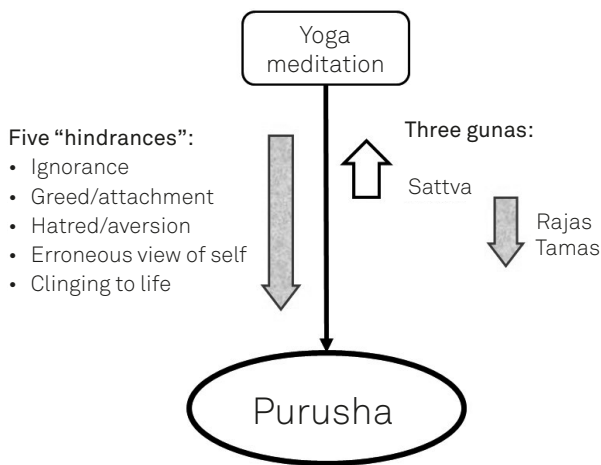 Yoga
meditation
Five “hindrances”:
• Ignorance
• Greed/attachment
• Hatred/aversion
• Erroneous view of self
• Clinging to life
Three gunas:
Sattva
Rajas
Tamas
Purusha